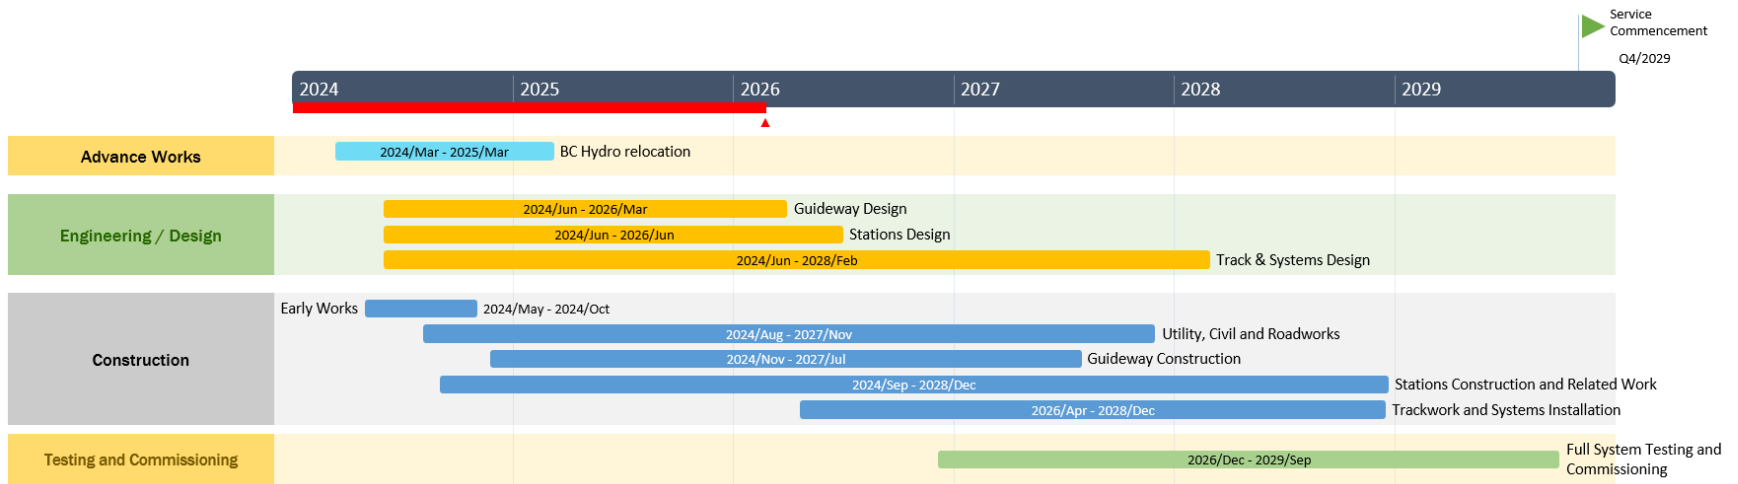 Service
Commencement
Q4/2029
2024 2025 2026 2027 2028 2029
Advance Works
2024/Mar - 2025/Mar BC Hydro relocation
Engineering / Design
2024/Jun - 2026/Mar Guideway Design
2024/Jun - 2026/Jun Stations Design
2024/Jun - 2028/Feb Track & Systems Design
Construction
Early Works 2024/May - 2024/Oct
2024/Aug - 2027/Nov Utility, Civil and Roadworks
2024/Nov - 2027/Jul Guideway Construction
2024/Sep - 2028/Dec Stations Construction and Related Work
2026/Apr - 2028/Dec Trackwork and Systems Installation
Testing and Commissioning
2026/Dec - 2029/Sep Full System Testing and
Commissioning